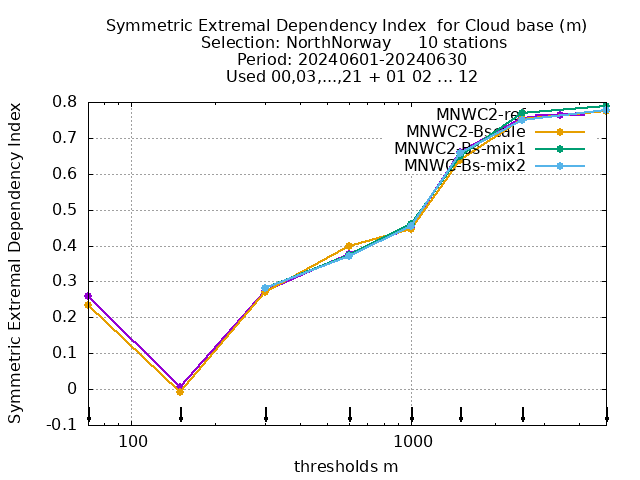 Symmetric Extremal Dependency Index  for Cloud base (m)
Selection: NorthNorway     10 stations
Period: 20240601-20240630
Used 00,03,...,21 + 01 02 ... 12
Symmetric Extremal Dependency Index
0.8
0.7
0.6
0.5
0.4
0.3
0.2
0.1
0
-0.1
MNWC2-ref
MNWC2-Bscale
MNWC2-Bs-mix1
MNWC-Bs-mix2
100
1000
thresholds m